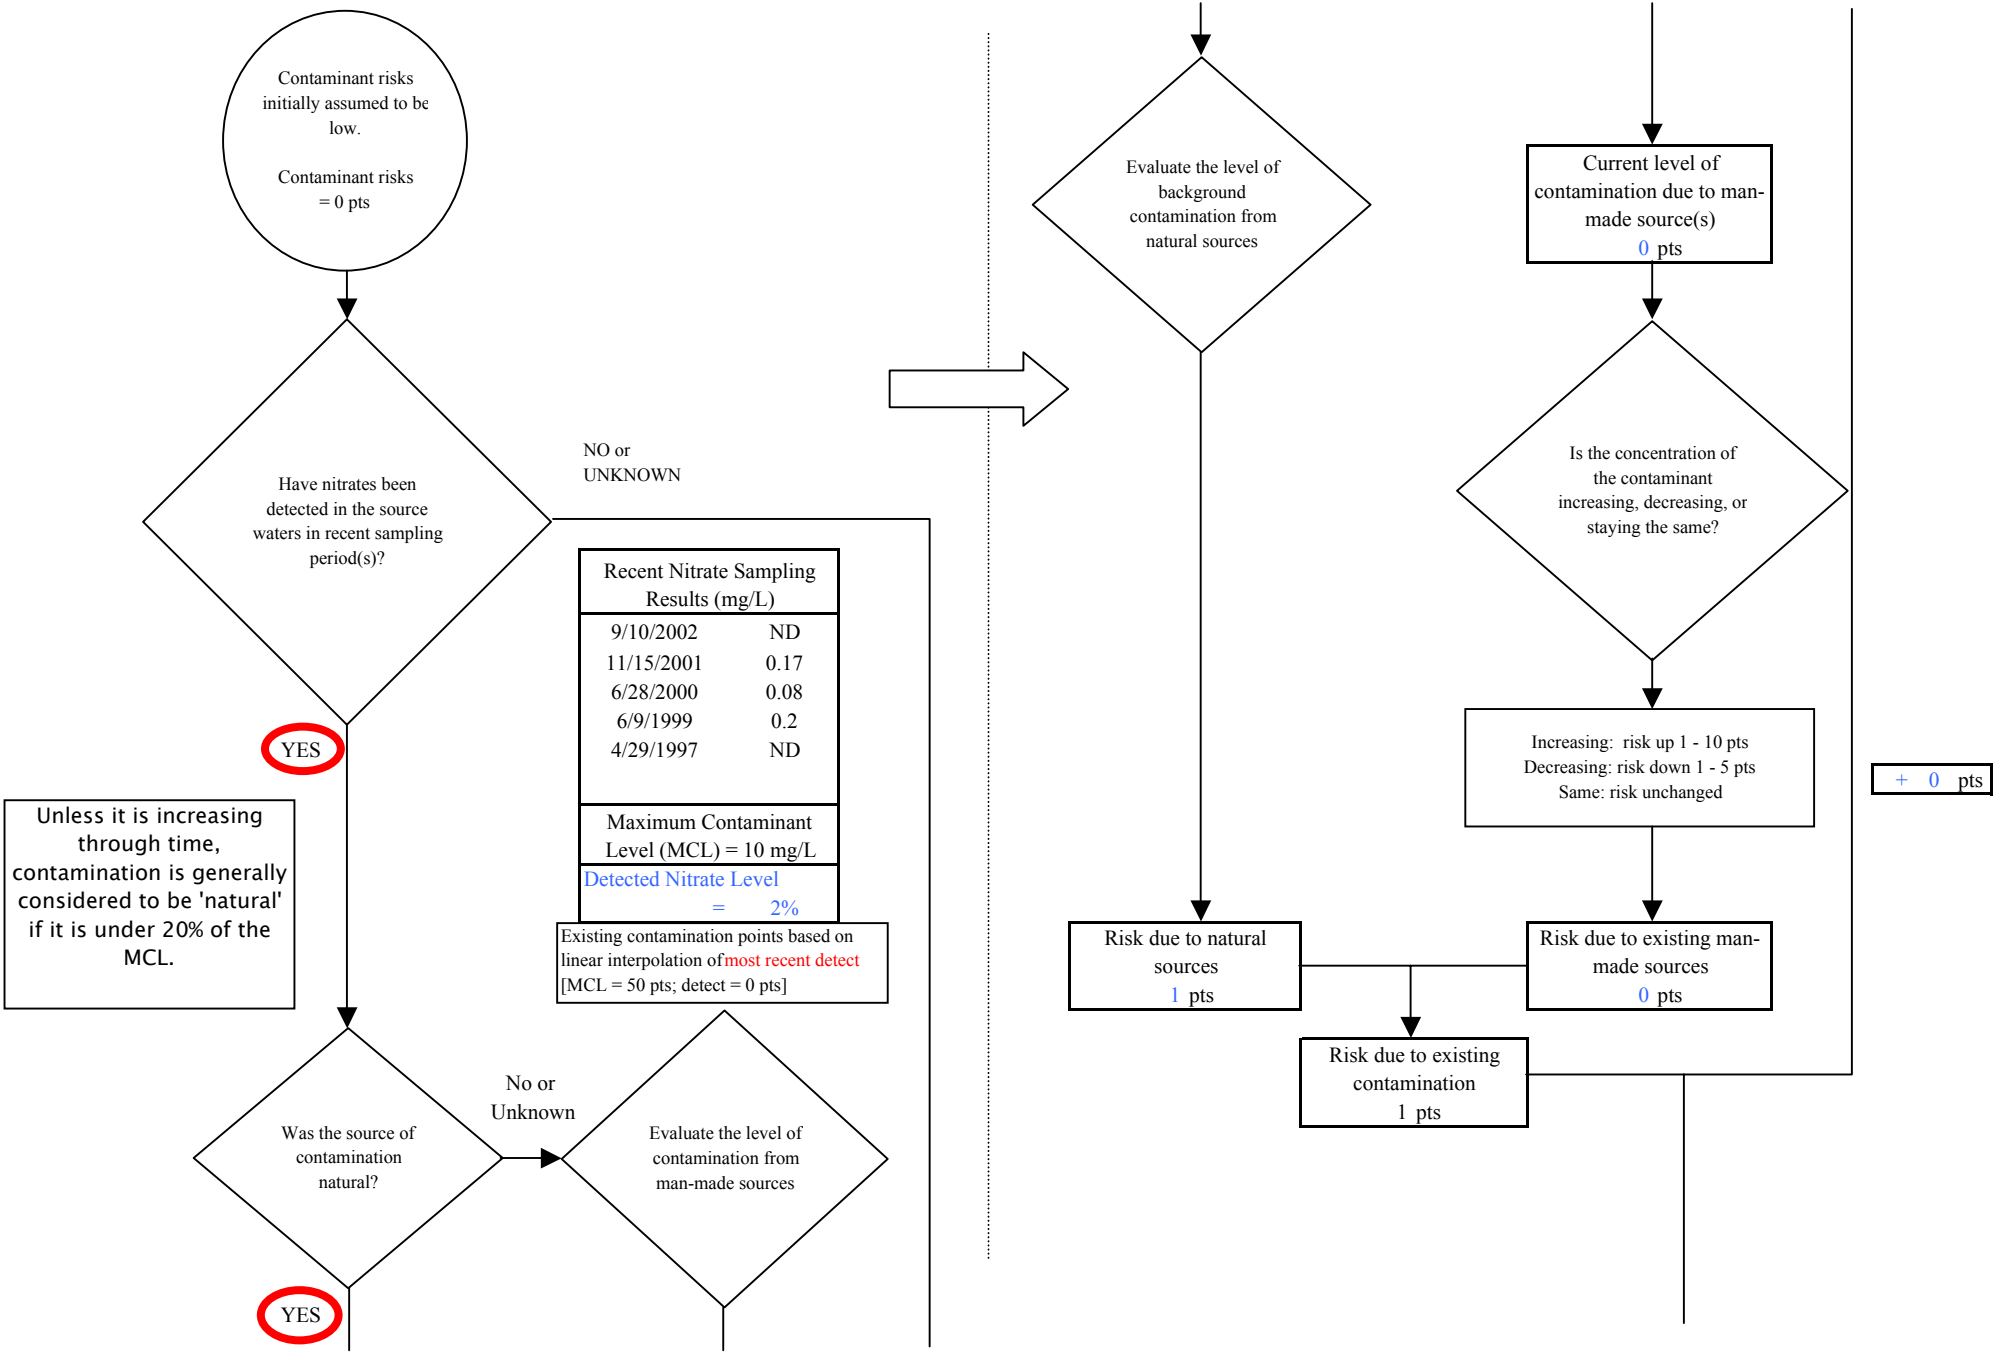 Contaminant risks
initially assumed to be
low.
Contaminant risks
= 0 pts
Have nitrates been
detected in the source
waters in recent sampling
period(s)?
NO or
UNKNOWN
YES
Recent Nitrate Sampling
Results (mg/L)
9/10/2002 ND
11/15/2001 0.17
6/28/2000 0.08
6/9/1999 0.2
4/29/1997 ND
Maximum Contaminant
Level (MCL) = 10 mg/L
Detected Nitrate Level
= 2%
Existing contamination points based on
linear interpolation of most recent detect
[MCL = 50 pts; detect = 0 pts]
Unless it is increasing
through time,
contamination is generally
considered to be 'natural'
if it is under 20% of the
MCL.
Was the source of
contamination
natural?
No or
Unknown
Evaluate the level of
contamination from
man-made sources
YES
Evaluate the level of
background
contamination from
natural sources
Current level of
contamination due to man-
made source(s)
0 pts
Is the concentration of
the contaminant
increasing, decreasing, or
staying the same?
Increasing: risk up 1 - 10 pts
Decreasing: risk down 1 - 5 pts
Same: risk unchanged
+ 0 pts
Risk due to natural
sources
1 pts
Risk due to existing man-
made sources
0 pts
Risk due to existing
contamination
1 pts